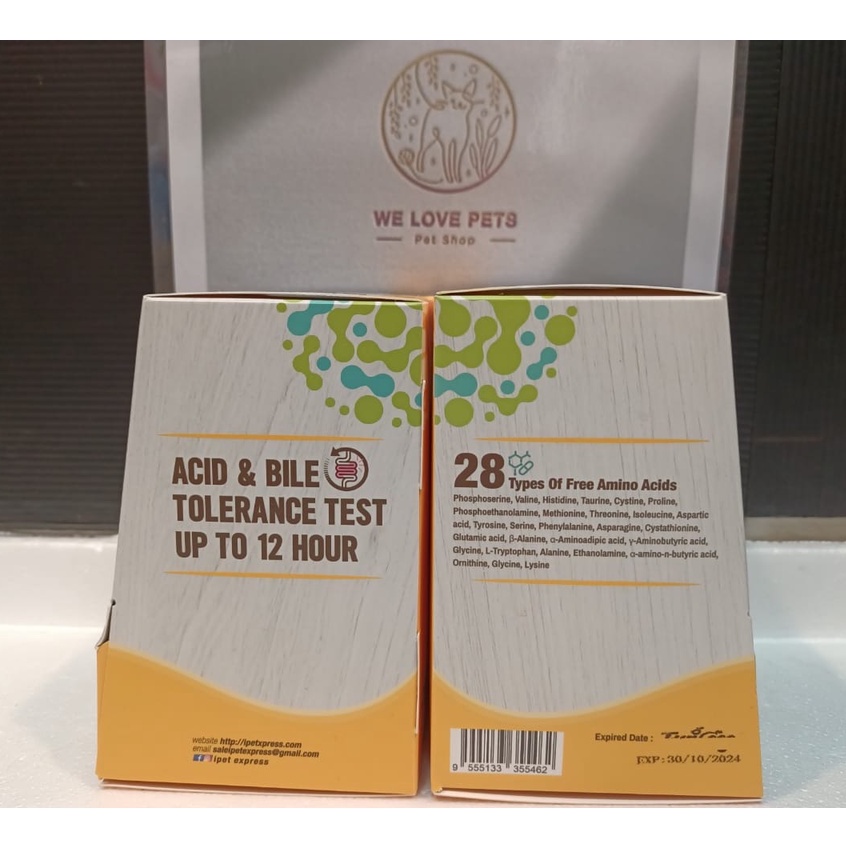 WE LOVE PETS
Pet Shop
ACID & BILE
TOLERANCE TEST
UP TO 12 HOUR
website http://ipetxpress.com
email saleipetexpress@gmail.com
ipet express
28 Types Of Free Amino Acids
Phosphoserine, Valine, Histidine, Taurine, Cystine, Proline,
Phosphoethanolamine, Methionine, Threonine, Isoleucine, Aspartic
acid, Tyrosine, Serine, Phenylalanine, Asparagine, Cystathionine,
Glutamic acid, β-Alanine, α-Aminoadipic acid, γ-Aminobutyric acid,
Glycine, L-Tryptophan, Alanine, Ethanolamine, α-amino-n-butyric acid,
Ornithine, Glycine, Lysine
9 555133 355462
Expired Date :
EXP:30/10/2024